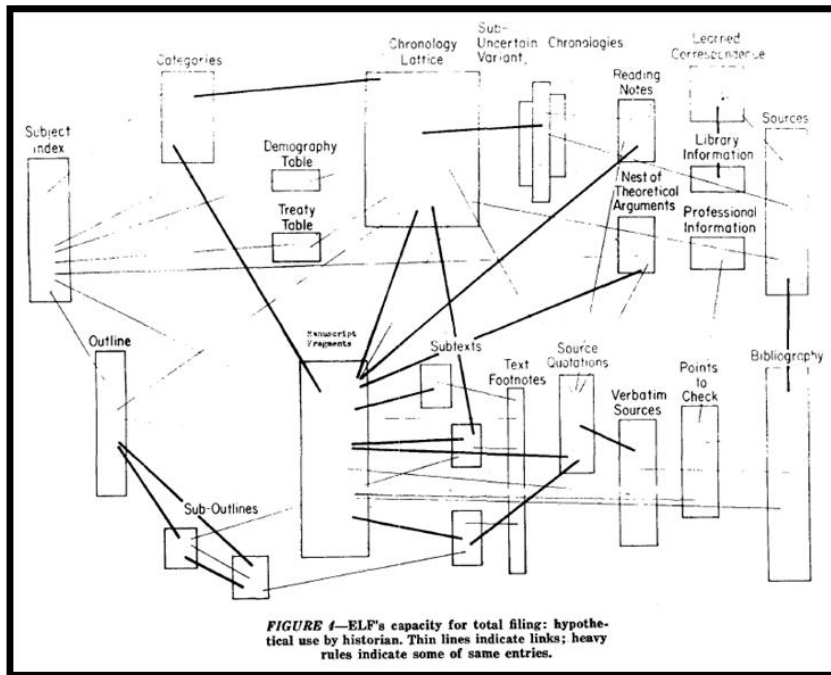 Categories
Chronology
Lattice
Sub-
Uncertain
Variant
Chronologies
Reading
Notes
Learned
Correspondence
Sources
Subject
Index
Demography
Table
Treaty
Table
Nest of
Theoretical
Arguments
Library
Information
Professional
Information
Outline
Manuscript
Fragments
Subtexts
Text
Footnotes
Source
Quotations
Verbatim
Sources
Points
to
Check
Bibliography
Sub-Outlines
FIGURE 4—ELF's capacity for total filing: hypothe-
tical use by historian. Thin lines indicate links; heavy
rules indicate some of same entries.